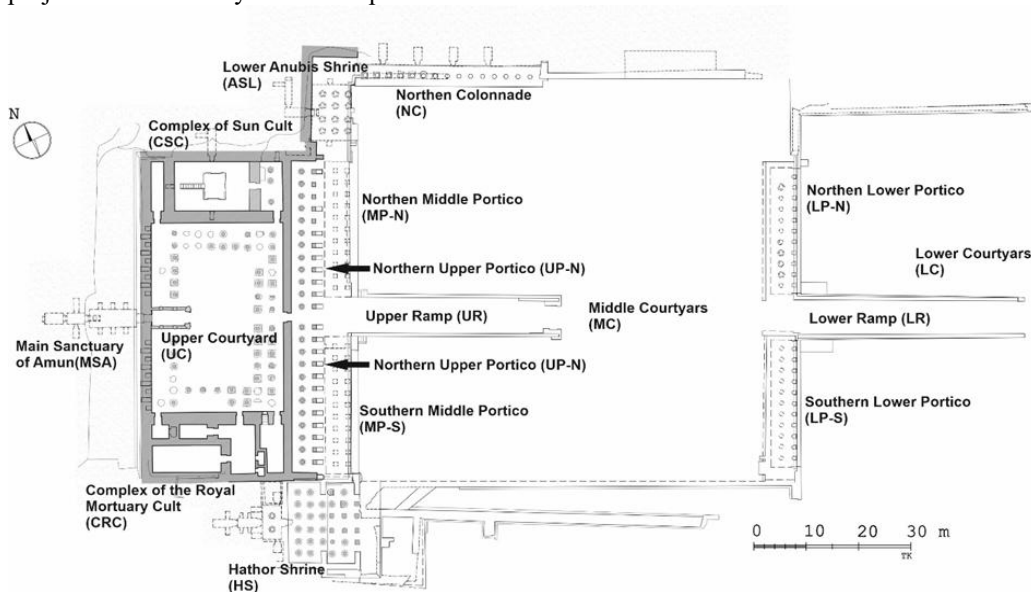 Lower Anubis Shrine
(ASL)
Northen Colonnade
(NC)
N
Complex of Sun Cult
(CSC)
Northen Middle Portico
(MP-N)
Northen Lower Portico
(LP-N)
Northern Upper Portico (UP-N)
Lower Courtyars
(LC)
Upper Ramp (UR)
Middle Courtyars
(MC)
Lower Ramp (LR)
Main Sanctuary
of Amun(MSA)
Upper Courtyard
(UC)
Northern Upper Portico (UP-N)
Southern Middle Portico
(MP-S)
Southern Lower Portico
(LP-S)
Complex of the Royal
Mortuary Cult
(CRC)
Hathor Shrine
(HS)
0 10 20 30 m
TK